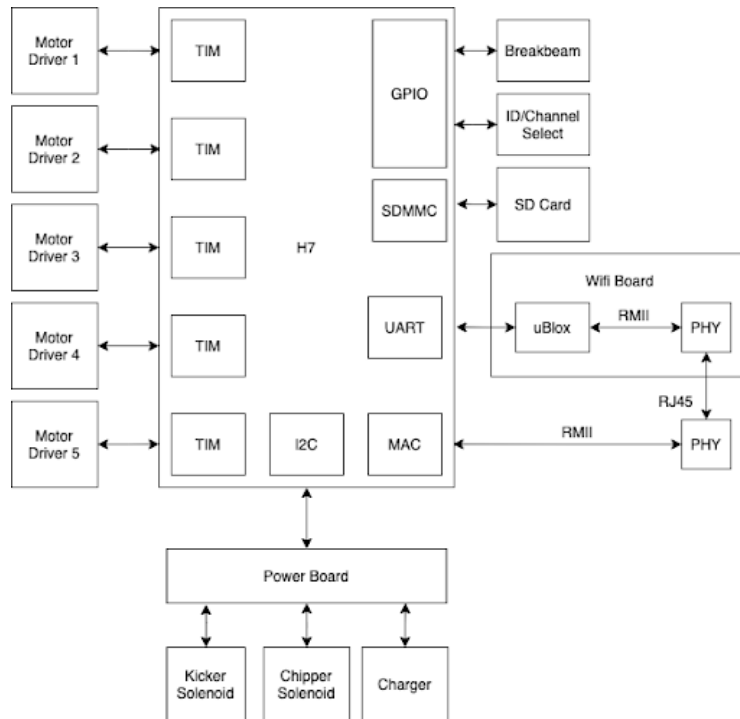 Motor
Driver 1
TIM
GPIO
Breakbeam
Motor
Driver 2
TIM
ID/Channel
Select
Motor
Driver 3
TIM
H7
SDMMC
SD Card
Wifi Board
Motor
Driver 4
TIM
UART
uBlox
RMII
PHY
RJ45
Motor
Driver 5
TIM
I2C
MAC
RMII
PHY
Power Board
Kicker
Solenoid
Chipper
Solenoid
Charger